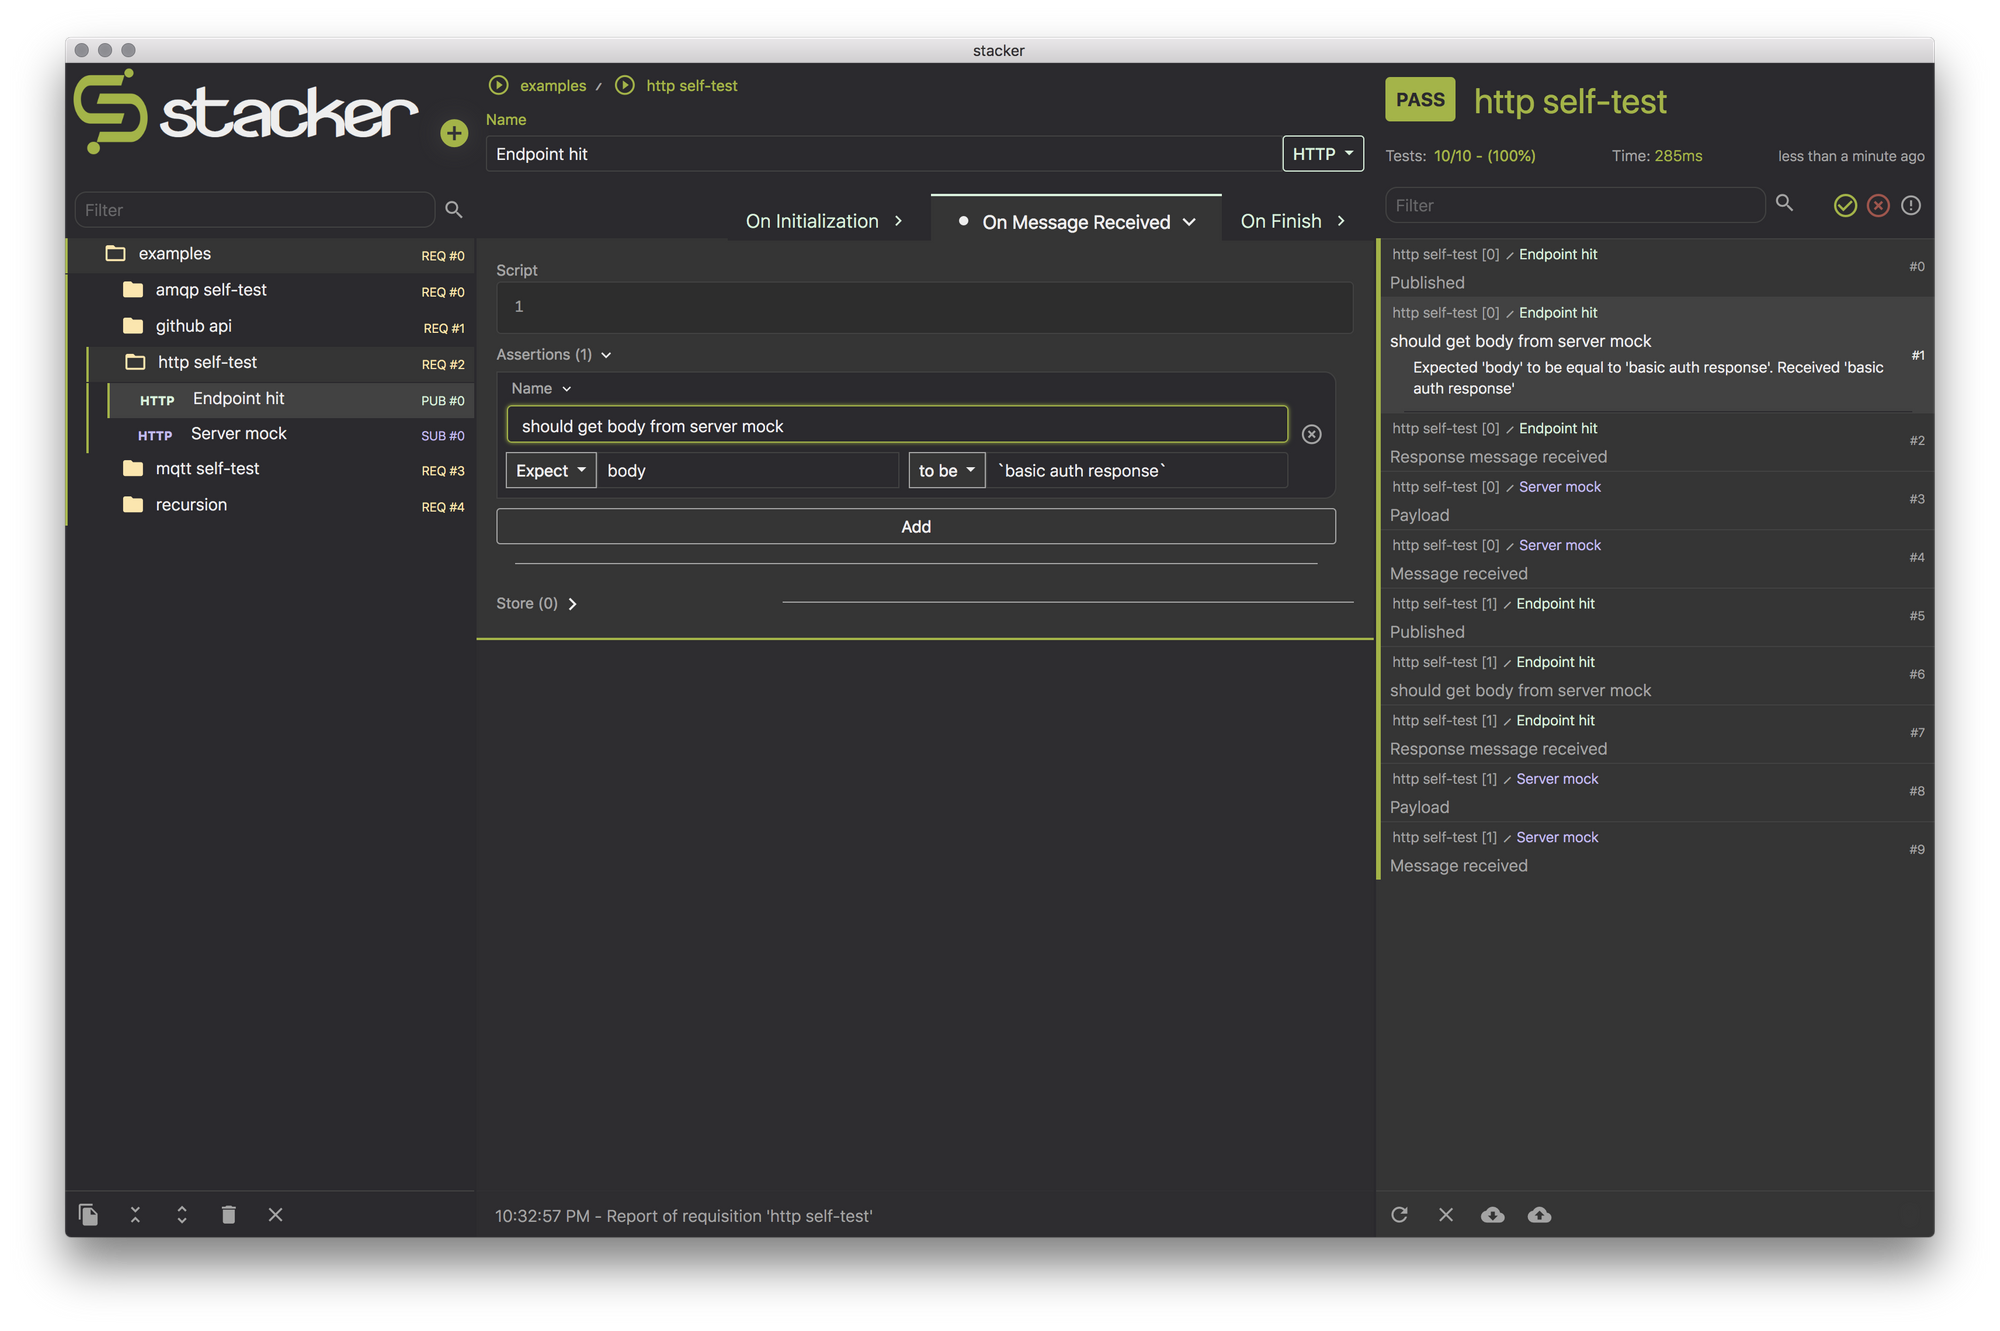 stacker
stacker
Filter
examples REQ #0
amqp self-test REQ #0
github api REQ #1
http self-test REQ #2
HTTP Endpoint hit PUB #0
HTTP Server mock SUB #0
mqtt self-test REQ #3
recursion REQ #4
examples / http self-test
Name
Endpoint hit HTTP
On Initialization On Message Received On Finish
Script
1
Assertions (1)
Name
should get body from server mock
Expect body to be `basic auth response`
Add
Store (0)
10:32:57 PM - Report of requisition 'http self-test'
PASS http self-test
Tests: 10/10 - (100%) Time: 285ms less than a minute ago
Filter
http self-test [0] / Endpoint hit
#0
Published
http self-test [0] / Endpoint hit
should get body from server mock
#1
Expected 'body' to be equal to 'basic auth response'. Received 'basic
auth response'
http self-test [0] / Endpoint hit
#2
Response message received
http self-test [0] / Server mock
#3
Payload
http self-test [0] / Server mock
#4
Message received
http self-test [1] / Endpoint hit
#5
Published
http self-test [1] / Endpoint hit
#6
should get body from server mock
http self-test [1] / Endpoint hit
#7
Response message received
http self-test [1] / Server mock
#8
Payload
http self-test [1] / Server mock
#9
Message received